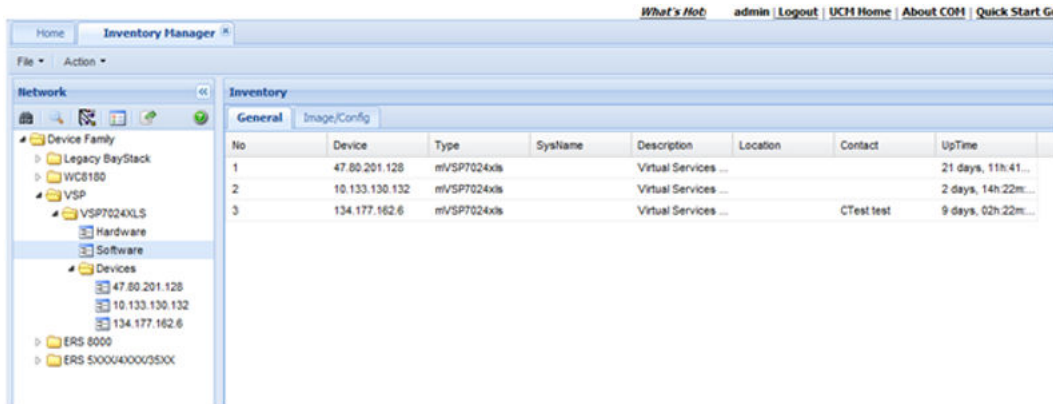 What's Hot: admin | Logout | UCM Home | About COM | Quick Start G
Home Inventory Manager
File Action
Network
Inventory
General Image/Config
Device Family
Legacy BayStack
WC8180
VSP
VSP7024XLS
Hardware
Software
Devices
47.80.201.128
10.133.130.132
134.177.162.6
ERS 8000
ERS 5XXX/4XXX/35XX
No Device Type SysName Description Location Contact UpTime
1 47.80.201.128 mVSP7024xls Virtual Services ... 21 days, 11h:41...
2 10.133.130.132 mVSP7024xls Virtual Services ... 2 days, 14h:22m:...
3 134.177.162.6 mVSP7024xls Virtual Services ... CTest test 9 days, 02h:22m:...